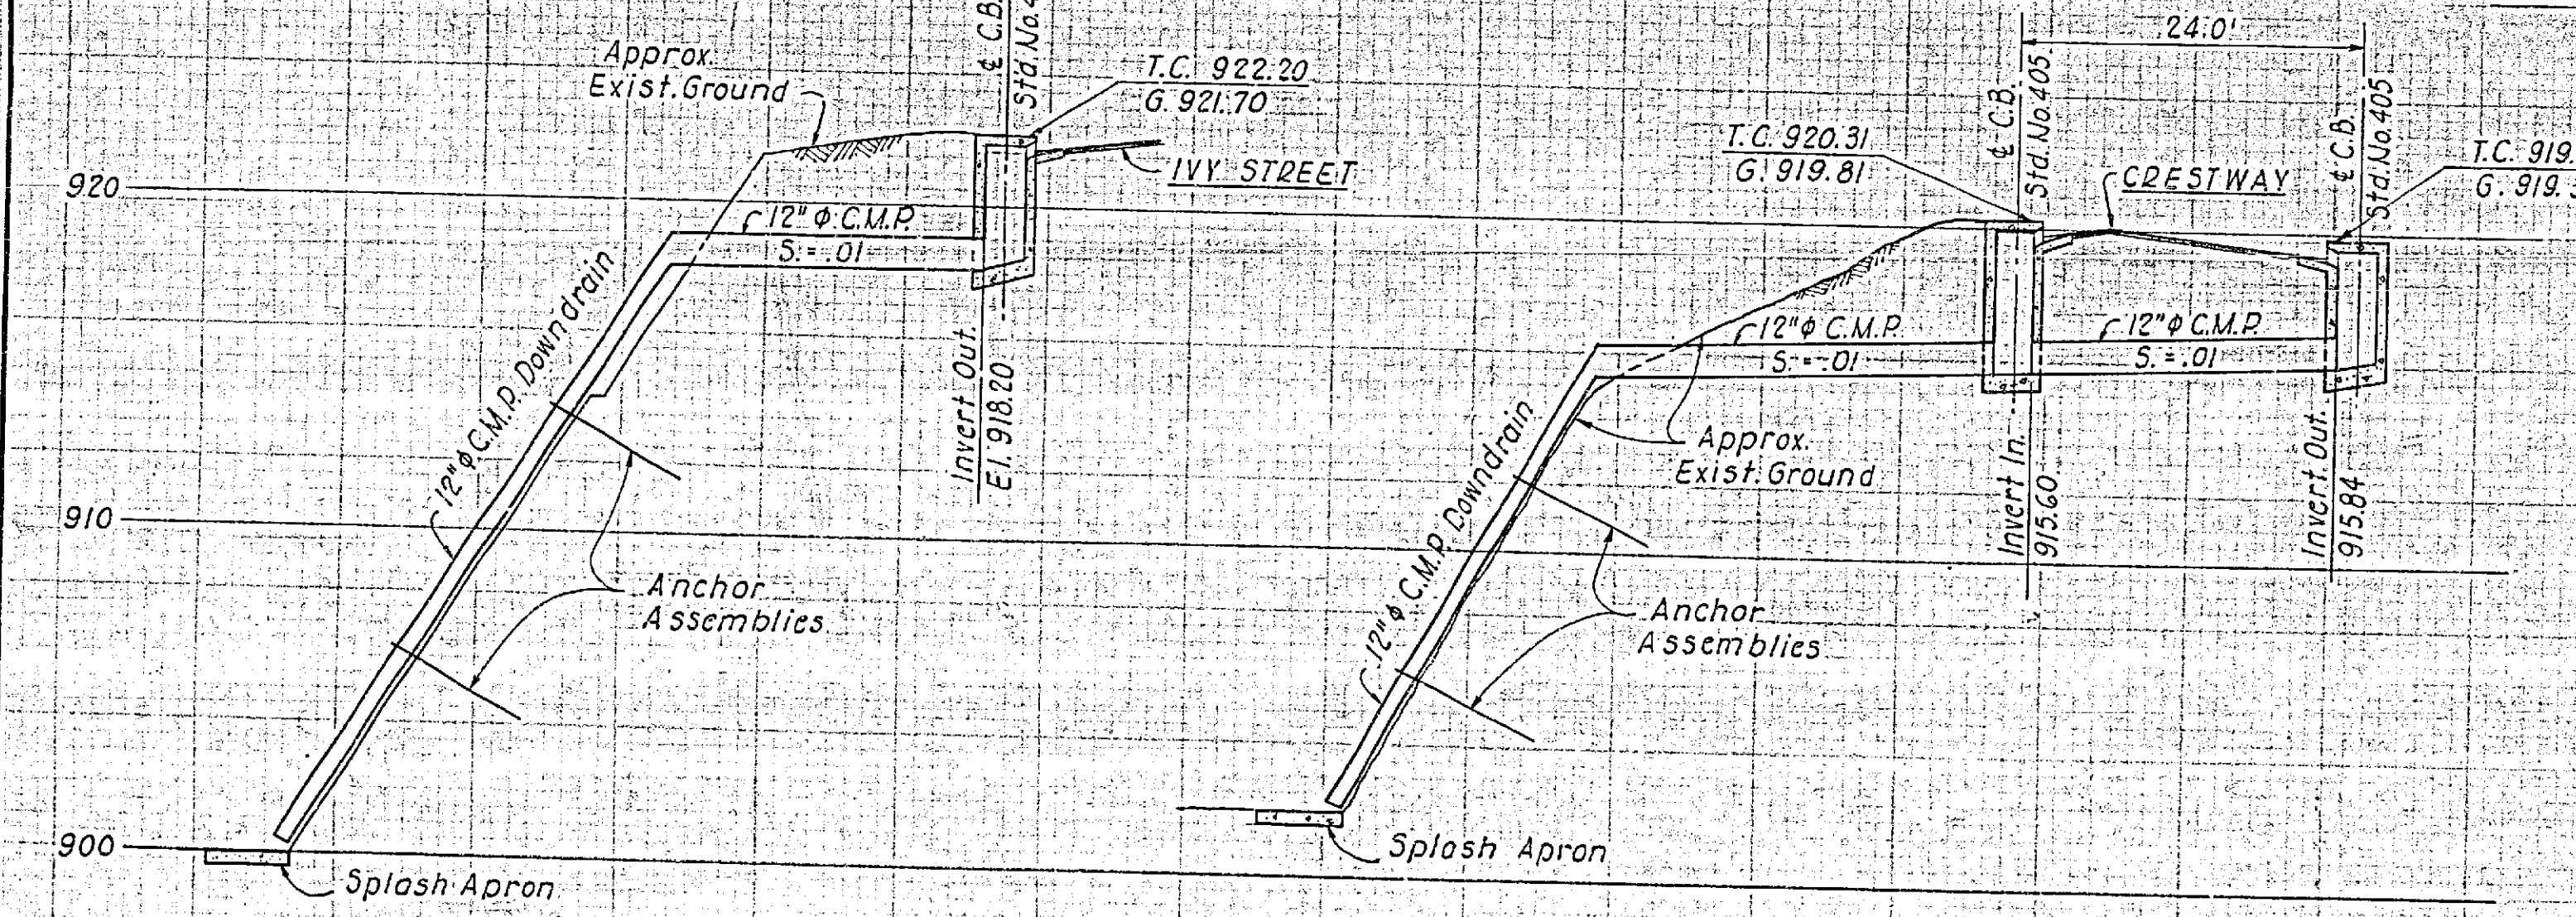 Approx.
Exist. Ground
℄ C.B.
T.C. 922.20
G. 921.70
IVY STREET
920
12" ϕ C.M.P.
S. = .01
12" ϕ C.M.P. Downdrain
Invert Out.
El. 918.20
910
Anchor
Assemblies
900
Splash Apron
24.0'
℄ C.B.
Std. No. 405.
T.C. 920.31
G. 919.81
CRESTWAY
℄ C.B.
Std. No. 405
T.C. 919
G. 919.
12" ϕ C.M.P.
S. = .01
12" ϕ C.M.P.
S. = .01
Approx.
Exist. Ground
12" ϕ C.M.P. Downdrain
Invert In.
915.60
Invert Out.
915.84
Anchor
Assemblies
Splash Apron